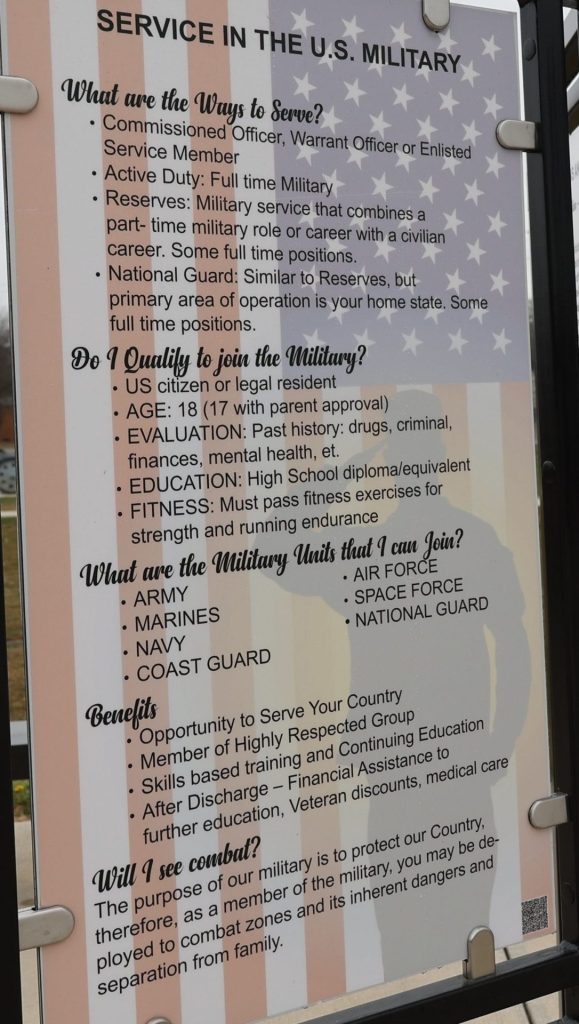 SERVICE IN THE U.S. MILITARY
What are the Ways to Serve?
• Commissioned Officer, Warrant Officer or Enlisted
Service Member
• Active Duty: Full time Military
• Reserves: Military service that combines a
part- time military role or career with a civilian
career. Some full time positions.
• National Guard: Similar to Reserves, but
primary area of operation is your home state. Some
full time positions.
Do I Qualify to join the Military?
• US citizen or legal resident
• AGE: 18 (17 with parent approval)
• EVALUATION: Past history: drugs, criminal,
finances, mental health, et.
• EDUCATION: High School diploma/equivalent
• FITNESS: Must pass fitness exercises for
strength and running endurance
What are the Military Units that I can Join?
• ARMY
• MARINES
• NAVY
• COAST GUARD
• AIR FORCE
• SPACE FORCE
• NATIONAL GUARD
Benefits
• Opportunity to Serve Your Country
• Member of Highly Respected Group
• Skills based training and Continuing Education
• After Discharge – Financial Assistance to
further education, Veteran discounts, medical care
Will I see combat?
The purpose of our military is to protect our Country,
therefore, as a member of the military, you may be de-
ployed to combat zones and its inherent dangers and
separation from family.